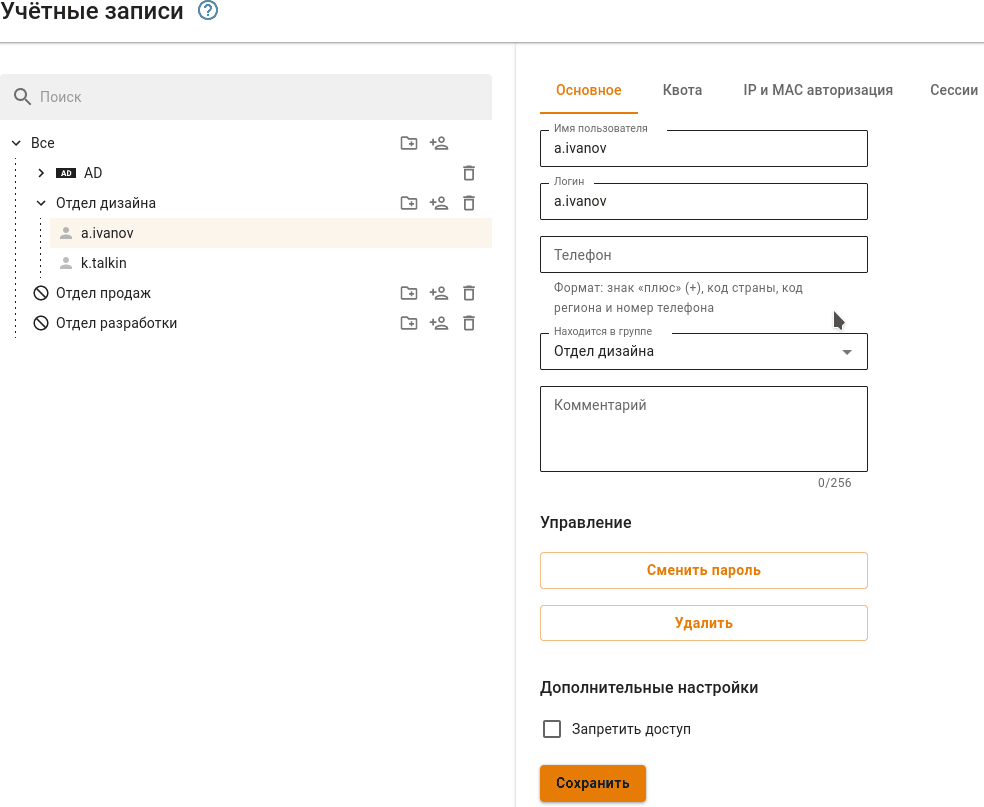 Учётные записи
?
Поиск
Все
AD AD
Отдел дизайна
a.ivanov
k.talkin
Отдел продаж
Отдел разработки
Основное Квота IP и MAC авторизация Сессии
Имя пользователя
a.ivanov
Логин
a.ivanov
Телефон
Формат: знак «плюс» (+), код страны, код
региона и номер телефона
Находится в группе
Отдел дизайна
Комментарий
0/256
Управление
Сменить пароль
Удалить
Дополнительные настройки
Запретить доступ
Сохранить